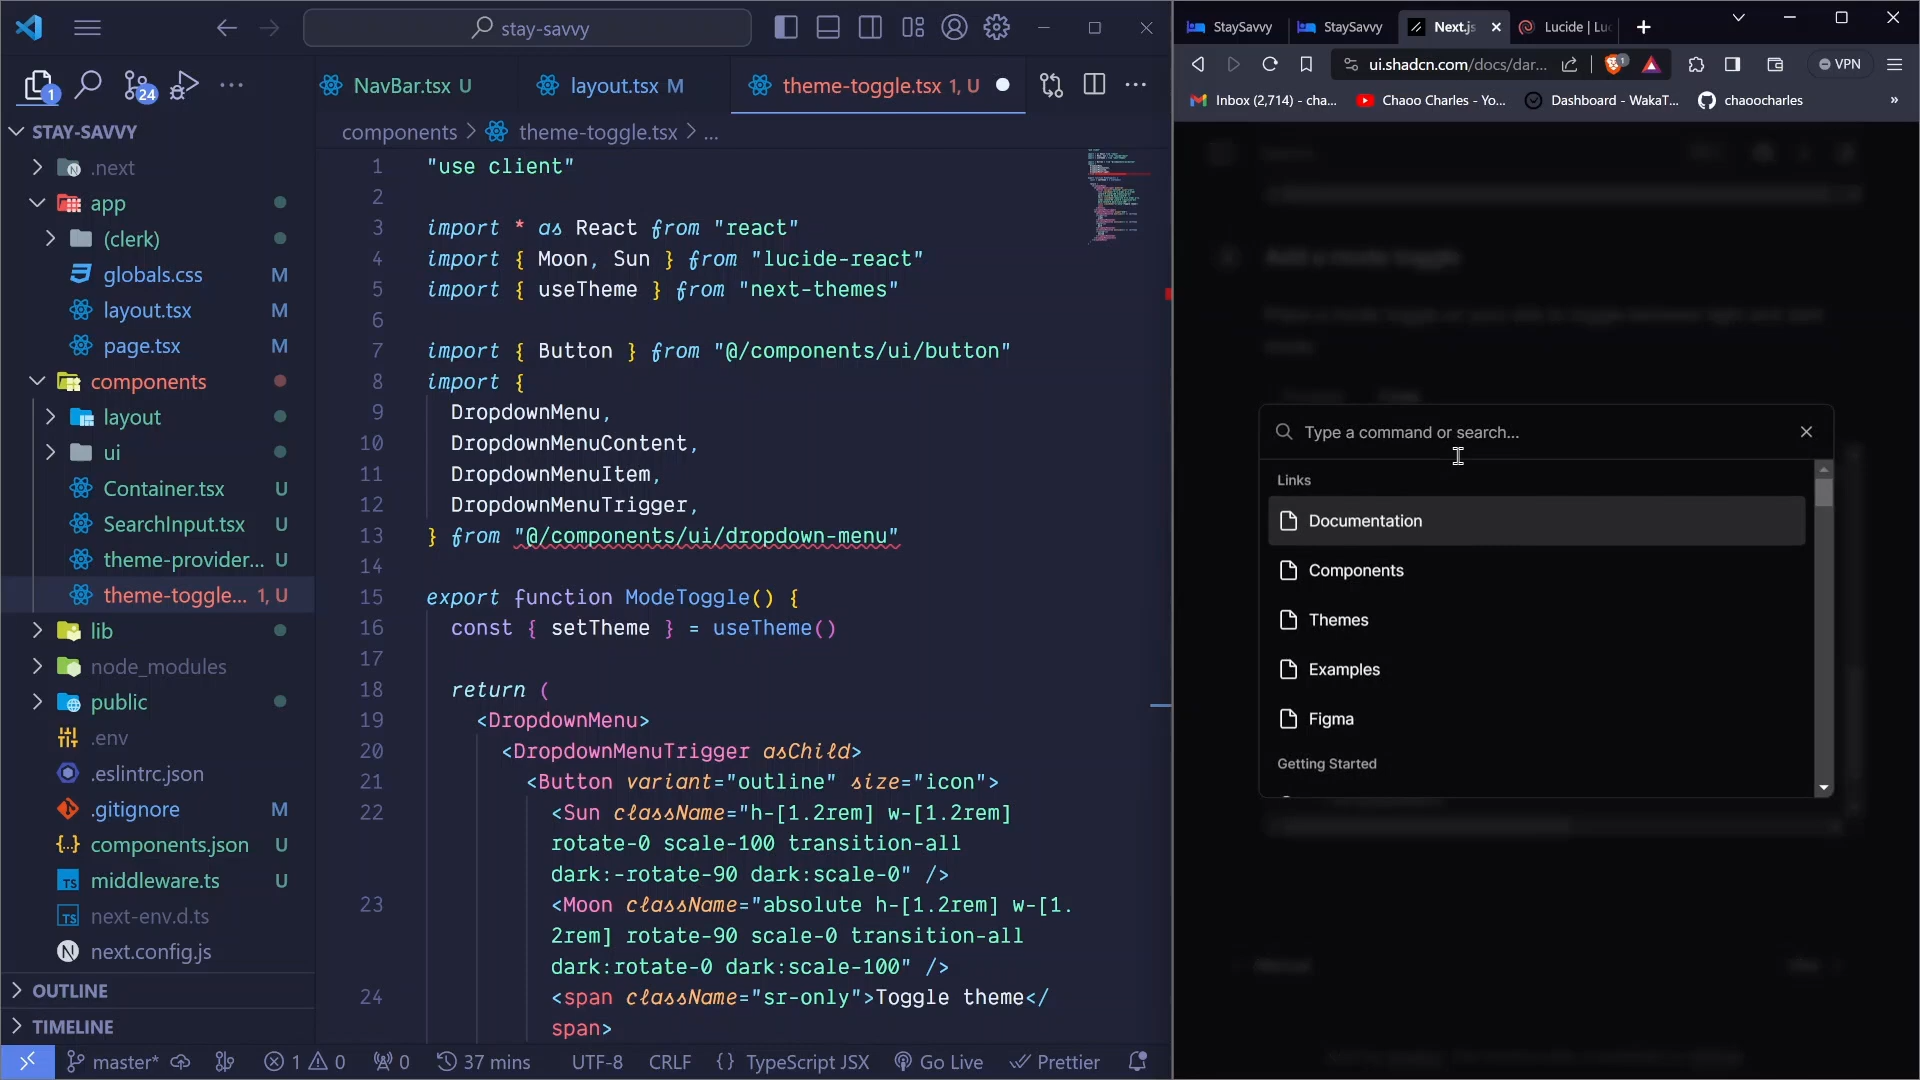 stay-savvy
1
24
NavBar.tsx U
layout.tsx M
theme-toggle.tsx 1, U
STAY-SAVVY
components > theme-toggle.tsx > ...
.next
app
(clerk)
globals.css M
layout.tsx M
page.tsx M
components
layout
ui
Container.tsx U
SearchInput.tsx U
theme-provider... U
theme-toggle... 1, U
lib
node_modules
public
.env
.eslintrc.json
.gitignore M
components.json U
middleware.ts U
next-env.d.ts
next.config.js
OUTLINE
TIMELINE
1 "use client"
2
3 import * as React from "react"
4 import { Moon, Sun } from "lucide-react"
5 import { useTheme } from "next-themes"
6
7 import { Button } from "@/components/ui/button"
8 import {
9 DropdownMenu,
10 DropdownMenuContent,
11 DropdownMenuItem,
12 DropdownMenuTrigger,
13 } from "@/components/ui/dropdown-menu"
14
15 export function ModeToggle() {
16 const { setTheme } = useTheme()
17
18 return (
19 <DropdownMenu>
20 <DropdownMenuTrigger asChild>
21 <Button variant="outline" size="icon">
22 <Sun className="h-[1.2rem] w-[1.2rem]
rotate-0 scale-100 transition-all
dark:-rotate-90 dark:scale-0" />
23 <Moon className="absolute h-[1.2rem] w-[1.
2rem] rotate-90 scale-0 transition-all
dark:rotate-0 dark:scale-100" />
24 <span className="sr-only">Toggle theme</
span>
master* 1 0 0 37 mins UTF-8 CRLF {} TypeScript JSX Go Live Prettier
StaySavvy
StaySavvy
Next.js
Lucide | Luc
ui.shadcn.com/docs/dar...
1
VPN
Inbox (2,714) - cha...
Chaoo Charles - Yo...
Dashboard - WakaT...
chaoocharles
»
Add a mode toggle
Type a command or search...
Links
Documentation
Components
Themes
Examples
Figma
Getting Started